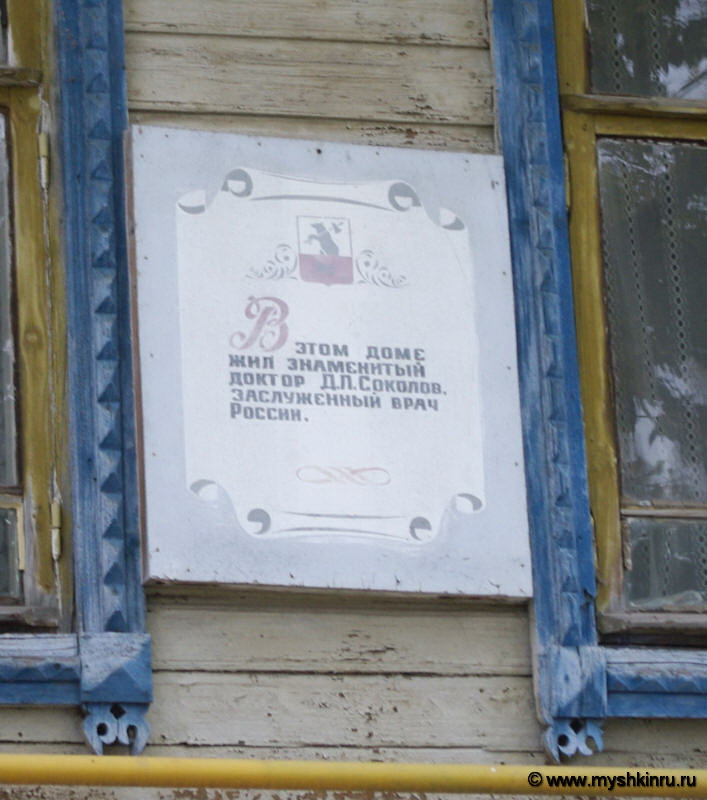 В ЭТОМ ДОМЕ
ЖИЛ ЗНАМЕНИТЫЙ
ДОКТОР Д.П.СОКОЛОВ,
ЗАСЛУЖЕННЫЙ ВРАЧ
РОССИИ.
© www.myshkinru.ru